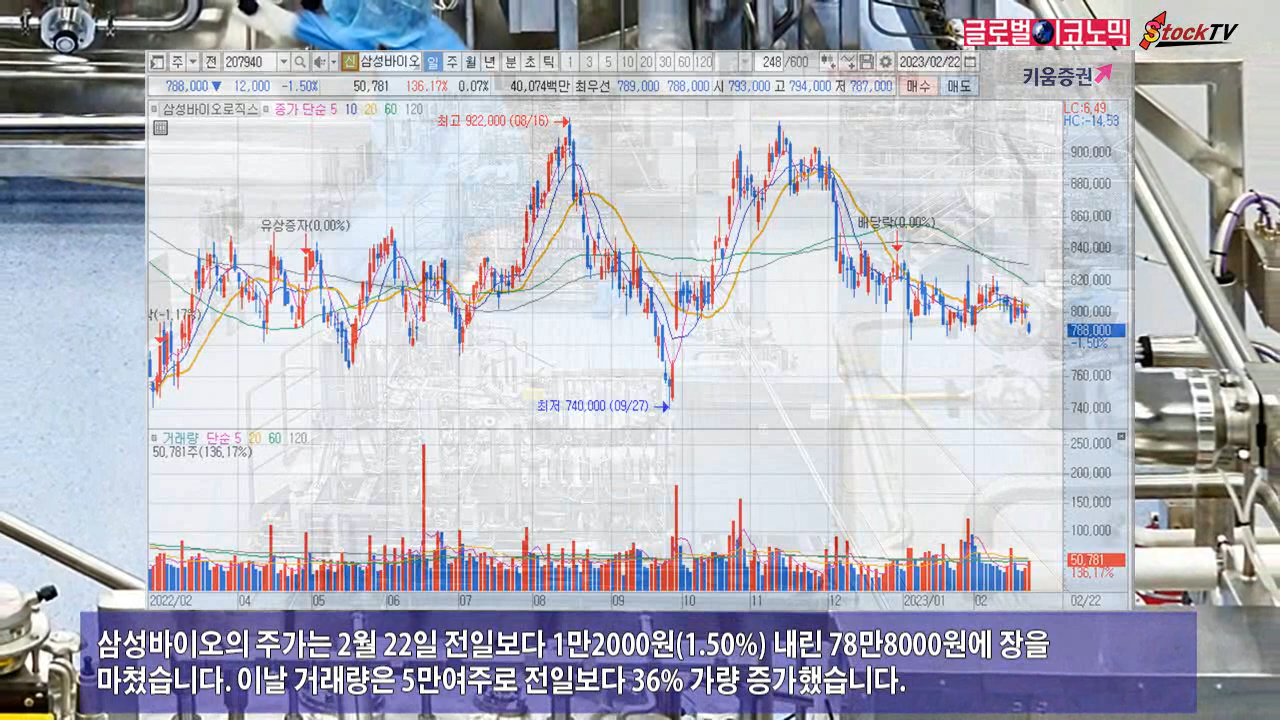 글로벌이코노믹 StockTV
주 전 207940 신 삼성바이오 일 주 월 년 분 초 틱 1 3 5 10 20 30 60 120 248 /600 2023/02/22
키움증권
788,000 ▼ 12,000 -1.50% 50,781 136.17% 0.07% 40,074백만 최우선 789,000 788,000 시 793,000 고 794,000 저 787,000 매수 매도
삼성바이오로직스 종가 단순 5 10 20 60 120
LC:6.49
HC:-14.53
최고 922,000 (08/16)
900,000
880,000
860,000
유상증자(0.00%)
배당락(0.00%)
840,000
820,000
800,000
(-1.17%)
788,000
-1.50%
760,000
최저 740,000 (09/27)
740,000
거래량 단순 5 20 60 120
50,781주(136.17%)
250,000
200,000
150,000
100,000
50,781
136.17%
2022/02 04 05 06 07 08 09 10 11 12 2023/01 02 02/22
삼성바이오의 주가는 2월 22일 전일보다 1만2000원(1.50%) 내린 78만8000원에 장을
마쳤습니다. 이날 거래량은 5만여주로 전일보다 36% 가량 증가했습니다.